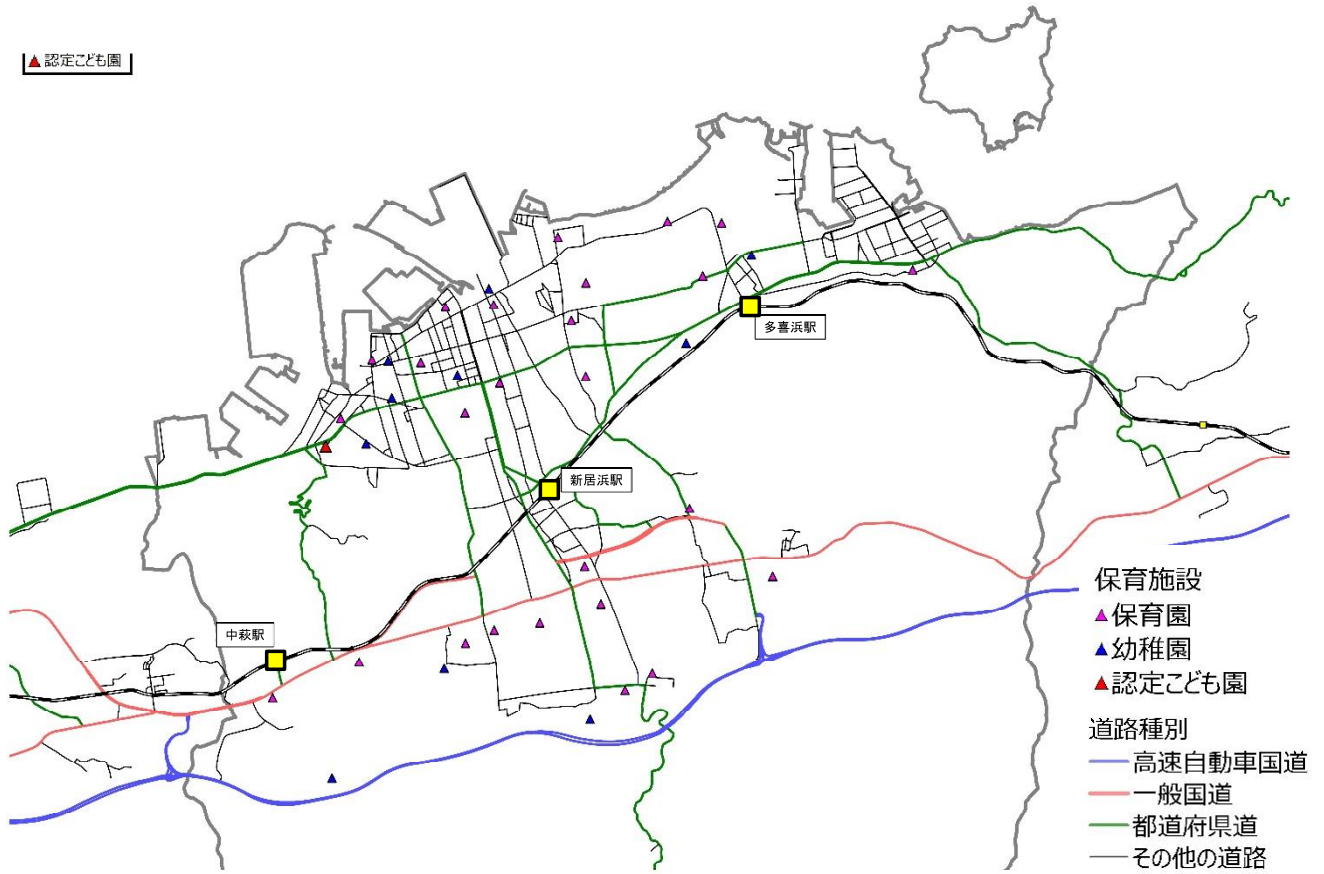 認定こども園
多喜浜駅
新居浜駅
中萩駅
保育施設
保育園
幼稚園
認定こども園
道路種別
高速自動車国道
一般国道
都道府県道
その他の道路